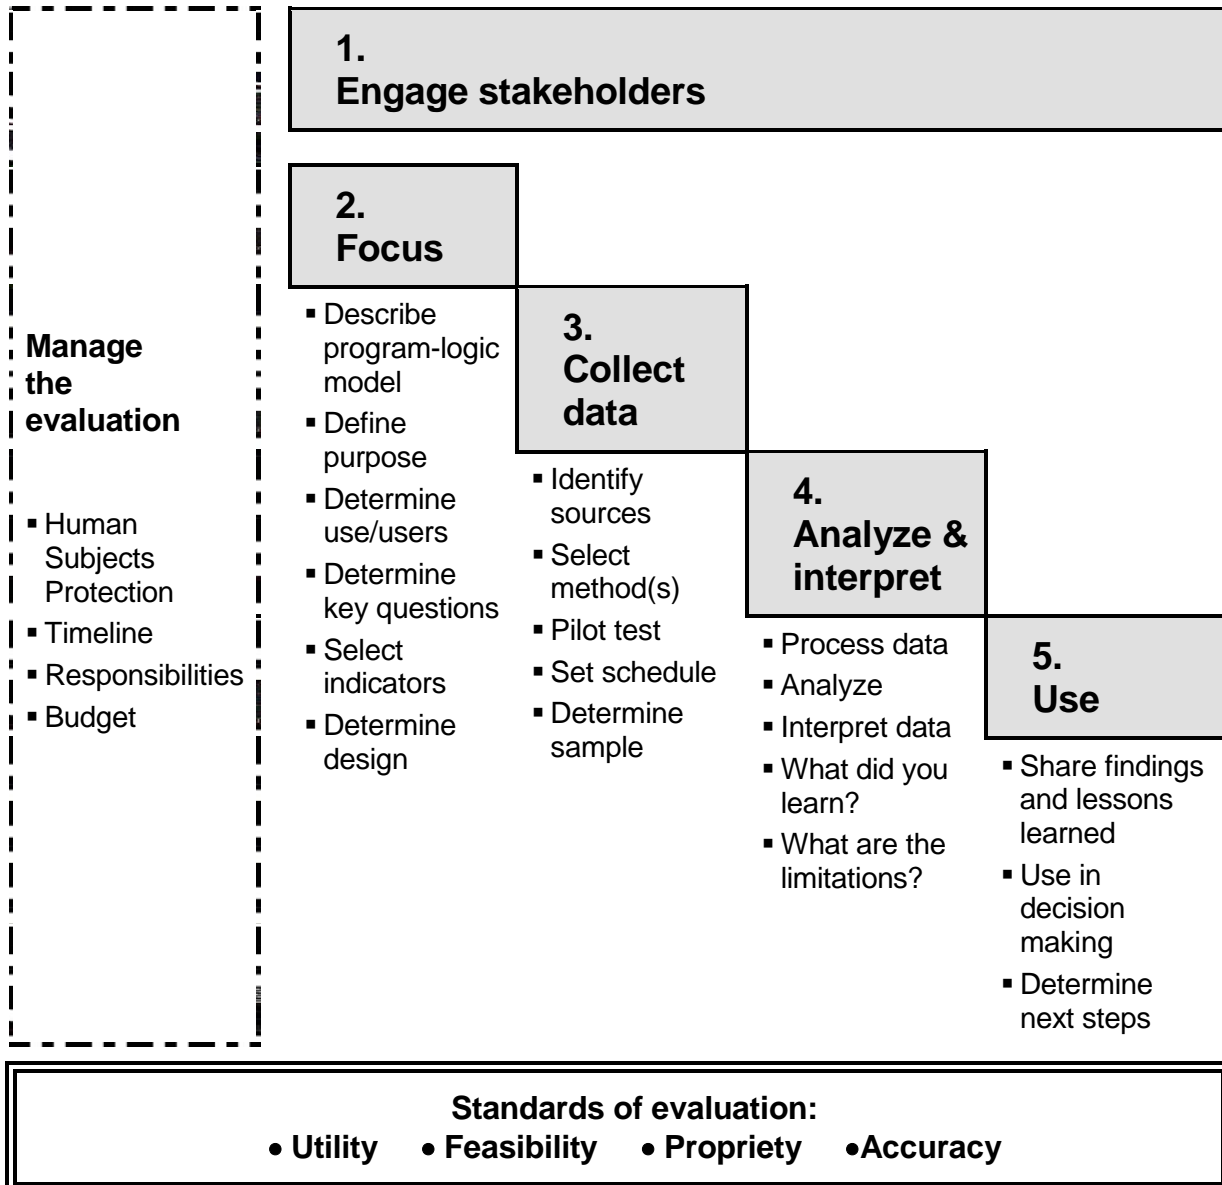 1.
Engage stakeholders
Manage
the
evaluation
▪ Human
Subjects
Protection
▪ Timeline
▪ Responsibilities
▪ Budget
2.
Focus
▪ Describe
program-logic
model
▪ Define
purpose
▪ Determine
use/users
▪ Determine
key questions
▪ Select
indicators
▪ Determine
design
3.
Collect
data
▪ Identify
sources
▪ Select
method(s)
▪ Pilot test
▪ Set schedule
▪ Determine
sample
4.
Analyze &
interpret
▪ Process data
▪ Analyze
▪ Interpret data
▪ What did you
learn?
▪ What are the
limitations?
5.
Use
▪ Share findings
and lessons
learned
▪ Use in
decision
making
▪ Determine
next steps
Standards of evaluation:
● Utility ● Feasibility ● Propriety ●Accuracy